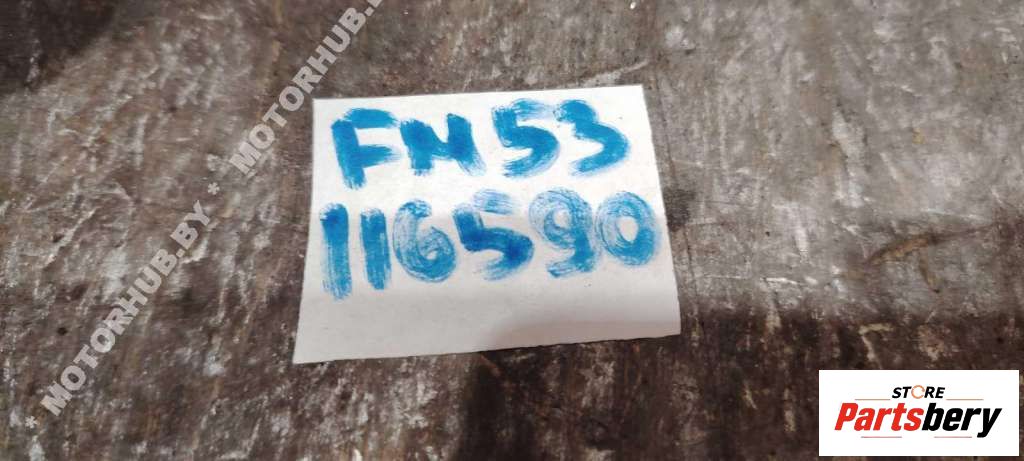 * MOTORHUB.BY * MOTORHUB.BY
FN53
116590
STORE
Partsbery